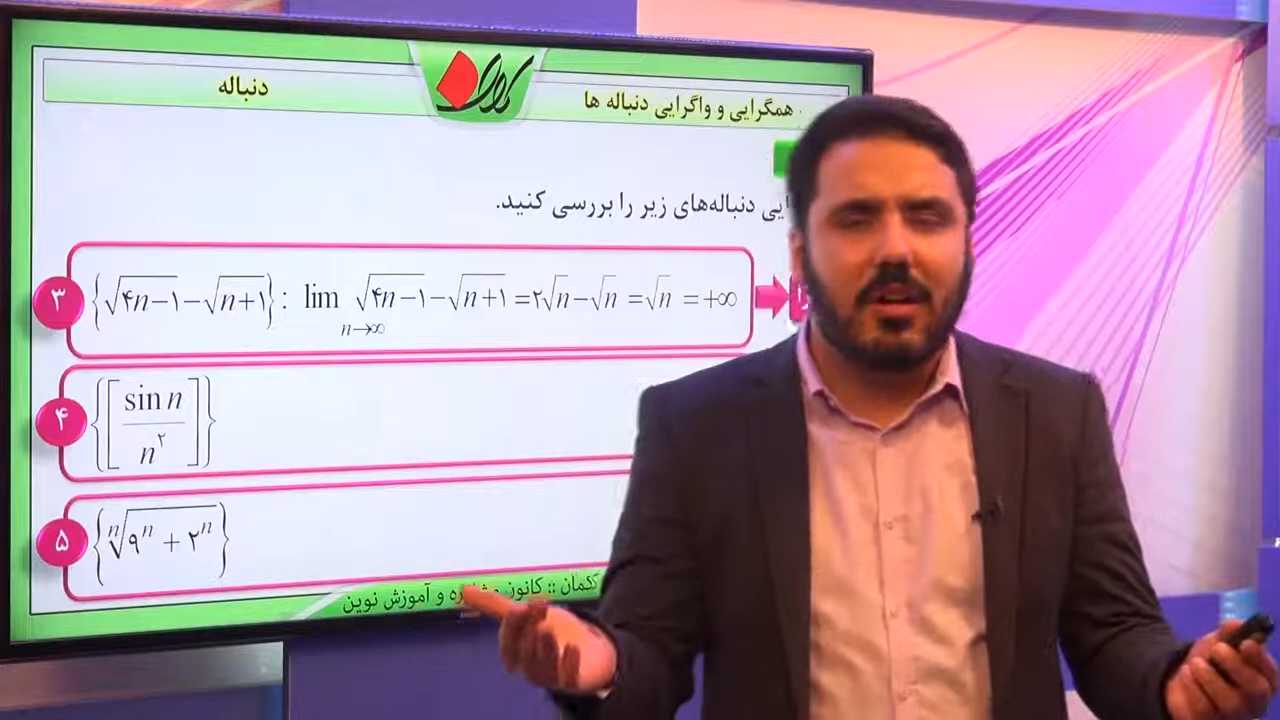 همگرایی و واگرایی دنباله ها
دنباله
دنباله‌های زیر را بررسی کنید.
۳ {√۴n−۱−√n+۱}: lim n→∞ √۴n−۱−√n+۱=۲√n−√n=√n=+∞
۴ {[sin n/n^۲]}
۵ {ⁿ√۹ⁿ+۲ⁿ}
:: کانون و آموزش نوین